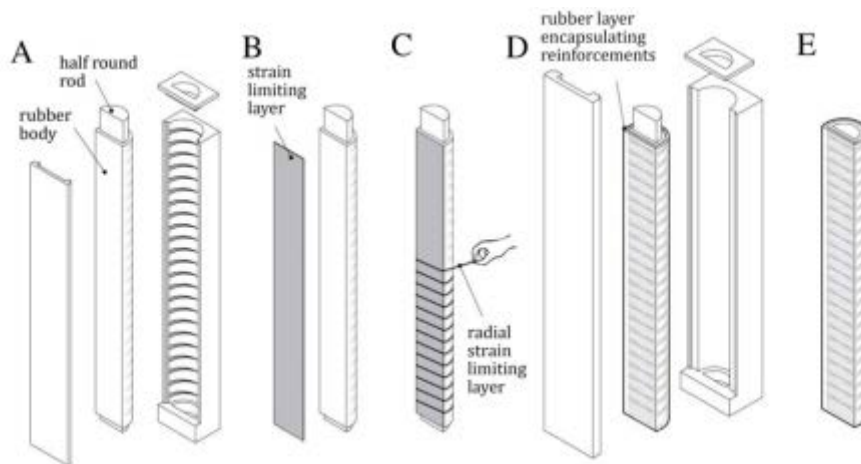 A
half round
rod
rubber
body
B
strain
limiting
layer
C
radial
strain
limiting
layer
D
rubber layer
encapsulating
reinforcements
E